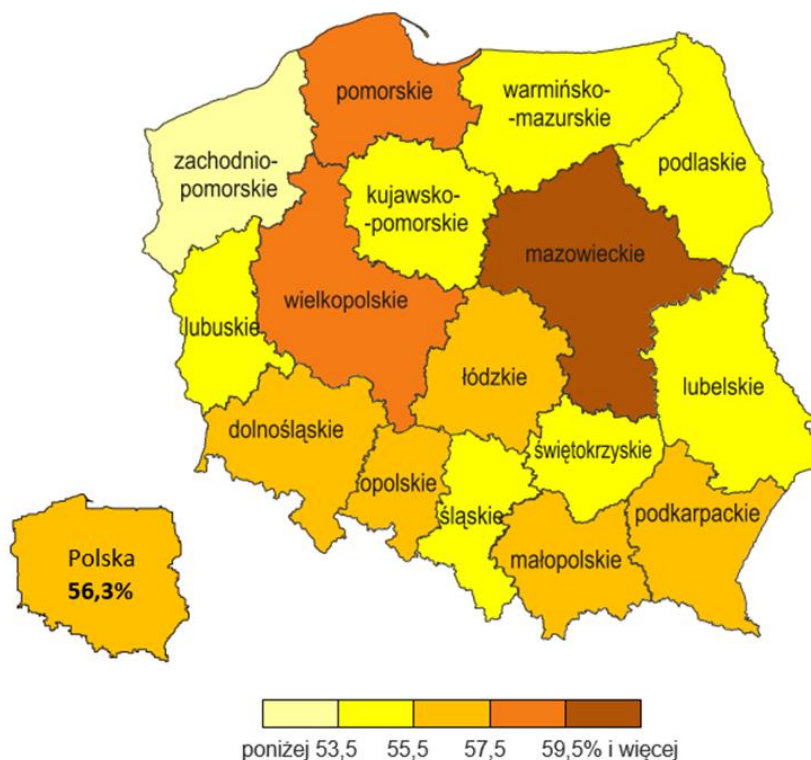 pomorskie
warmińsko-
-mazurskie
zachodnio-
pomorskie
podlaskie
kujawsko-
-pomorskie
mazowieckie
wielkopolskie
lubuskie
łódzkie
lubelskie
dolnośląskie
świętokrzyskie
opolskie
śląskie
podkarpackie
małopolskie
Polska
56,3%
poniżej 53,5 55,5 57,5 59,5% i więcej